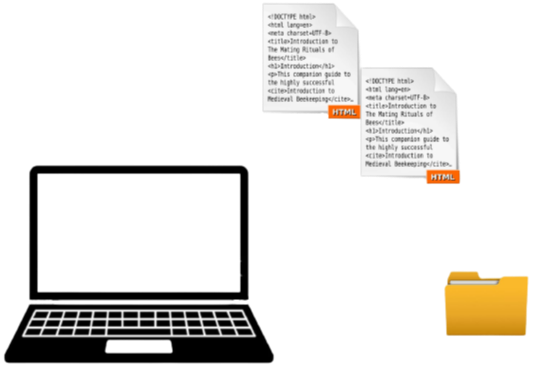 <!DOCTYPE html>
<html lang=en>
<meta charset=UTF-8>
<title>Introduction to
The Mating Rituals of
Bees</title>
<h1>Introduction</h1>
<p>This companion guide to
the highly successful
<cite>Introduction to
Medieval Beekeeping</cite>…
HTML
<!DOCTYPE html>
<html lang=en>
<meta charset=UTF-8>
<title>Introduction to
The Mating Rituals of
Bees</title>
<h1>Introduction</h1>
<p>This companion guide to
the highly successful
<cite>Introduction to
Medieval Beekeeping</cite>…
HTML